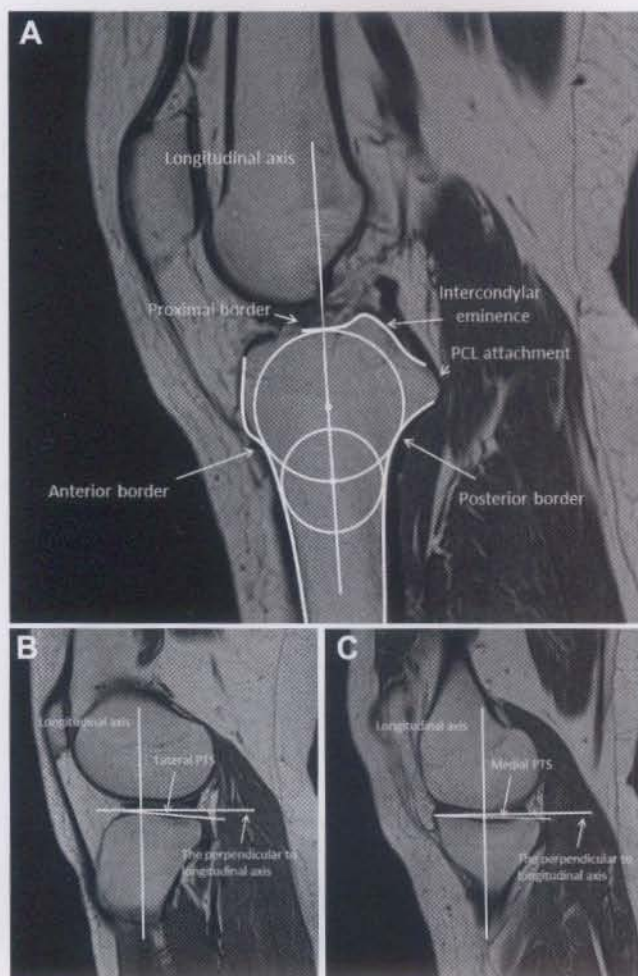 A
Longitudinal axis
Proximal border
Intercondylar
eminence
PCL attachment
Anterior border
Posterior border
B
Longitudinal axis
Lateral PTS
The perpendicular to
longitudinal axis
C
Longitudinal axis
Medial PTS
The perpendicular to
longitudinal axis